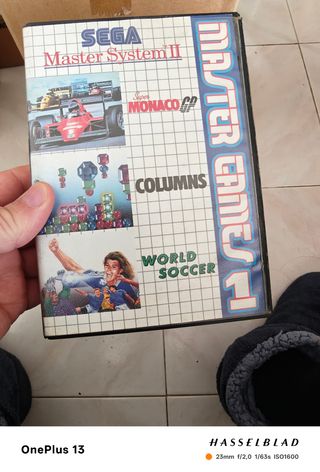 SEGA
Master System II
Super
MONACO GP
COLUMNS
WORLD
SOCCER
MASTER GAMES 1
OnePlus 13
HASSELBLAD
23mm f/2,0 1/63s ISO1600